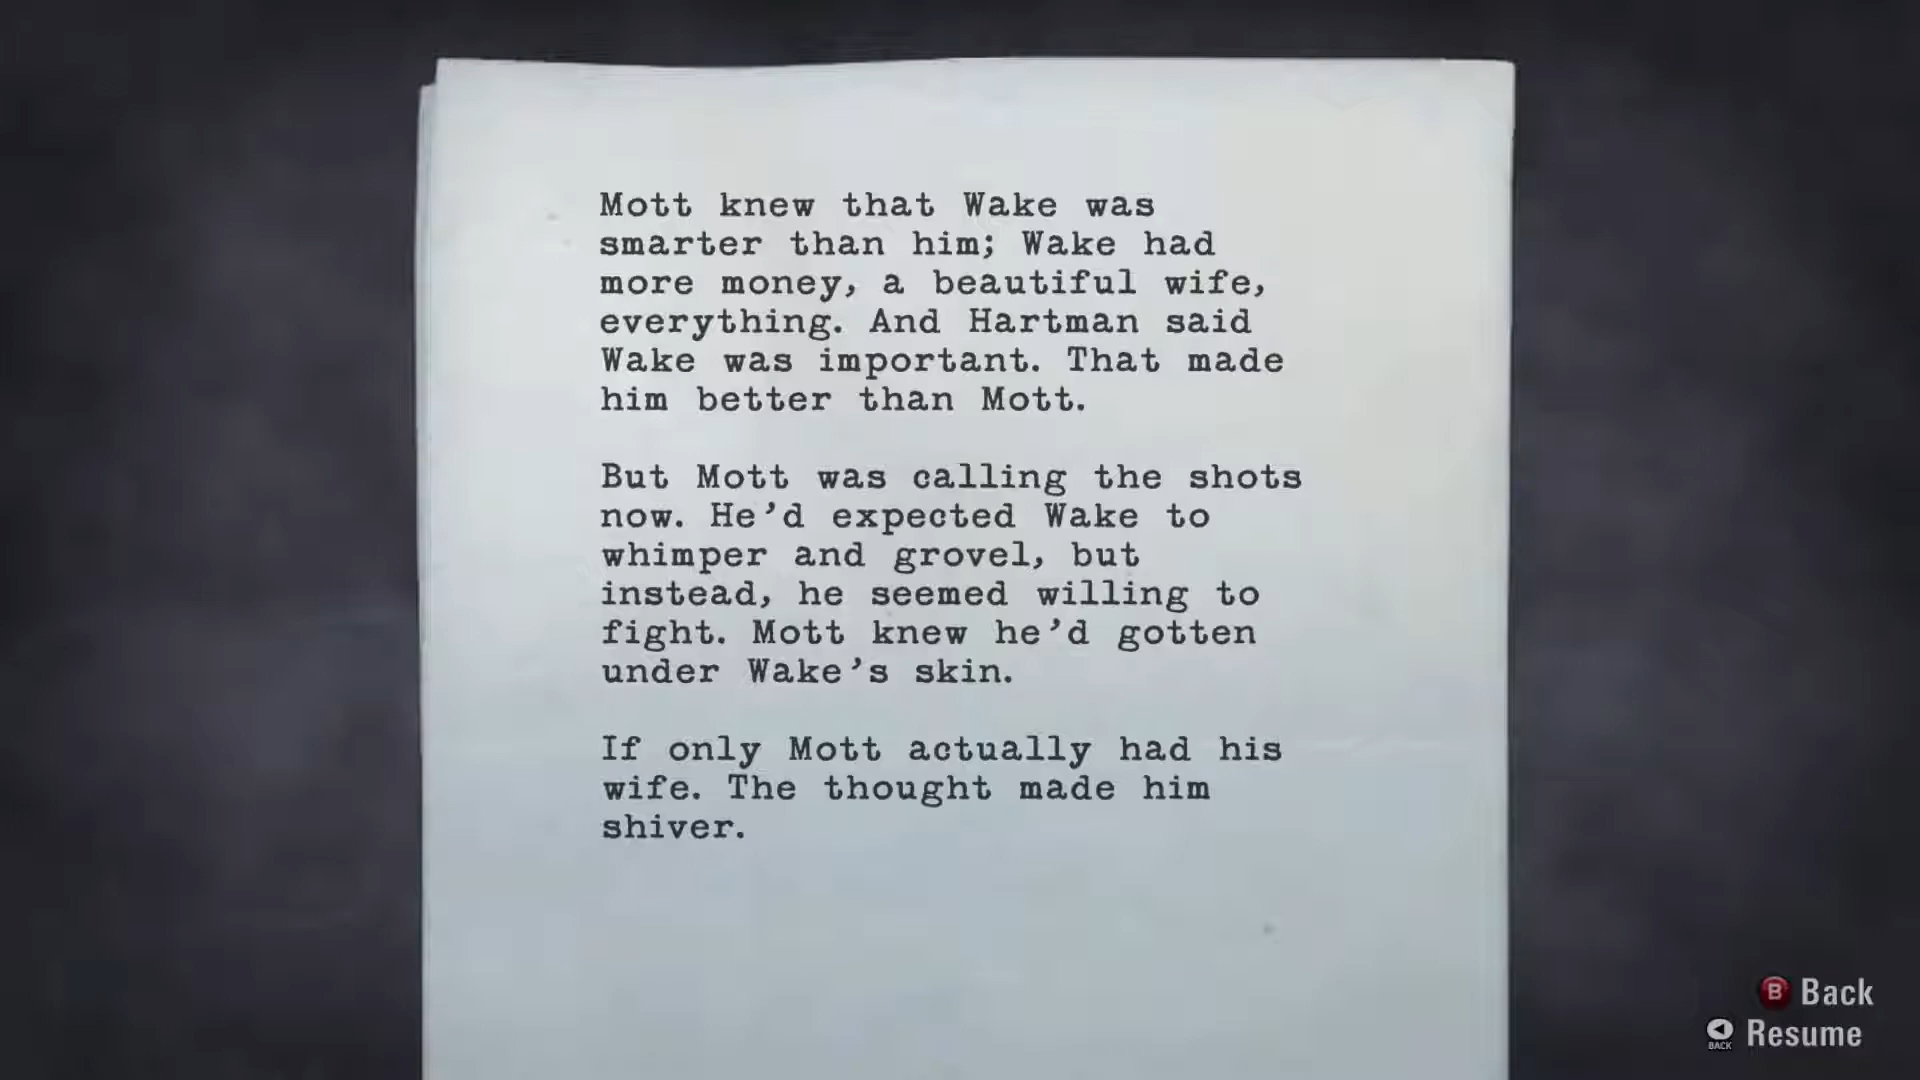 Mott knew that Wake was
smarter than him; Wake had
more money, a beautiful wife,
everything. And Hartman said
Wake was important. That made
him better than Mott.
But Mott was calling the shots
now. He’d expected Wake to
whimper and grovel, but
instead, he seemed willing to
fight. Mott knew he’d gotten
under Wake’s skin.
If only Mott actually had his
wife. The thought made him
shiver.
B Back
BACK Resume